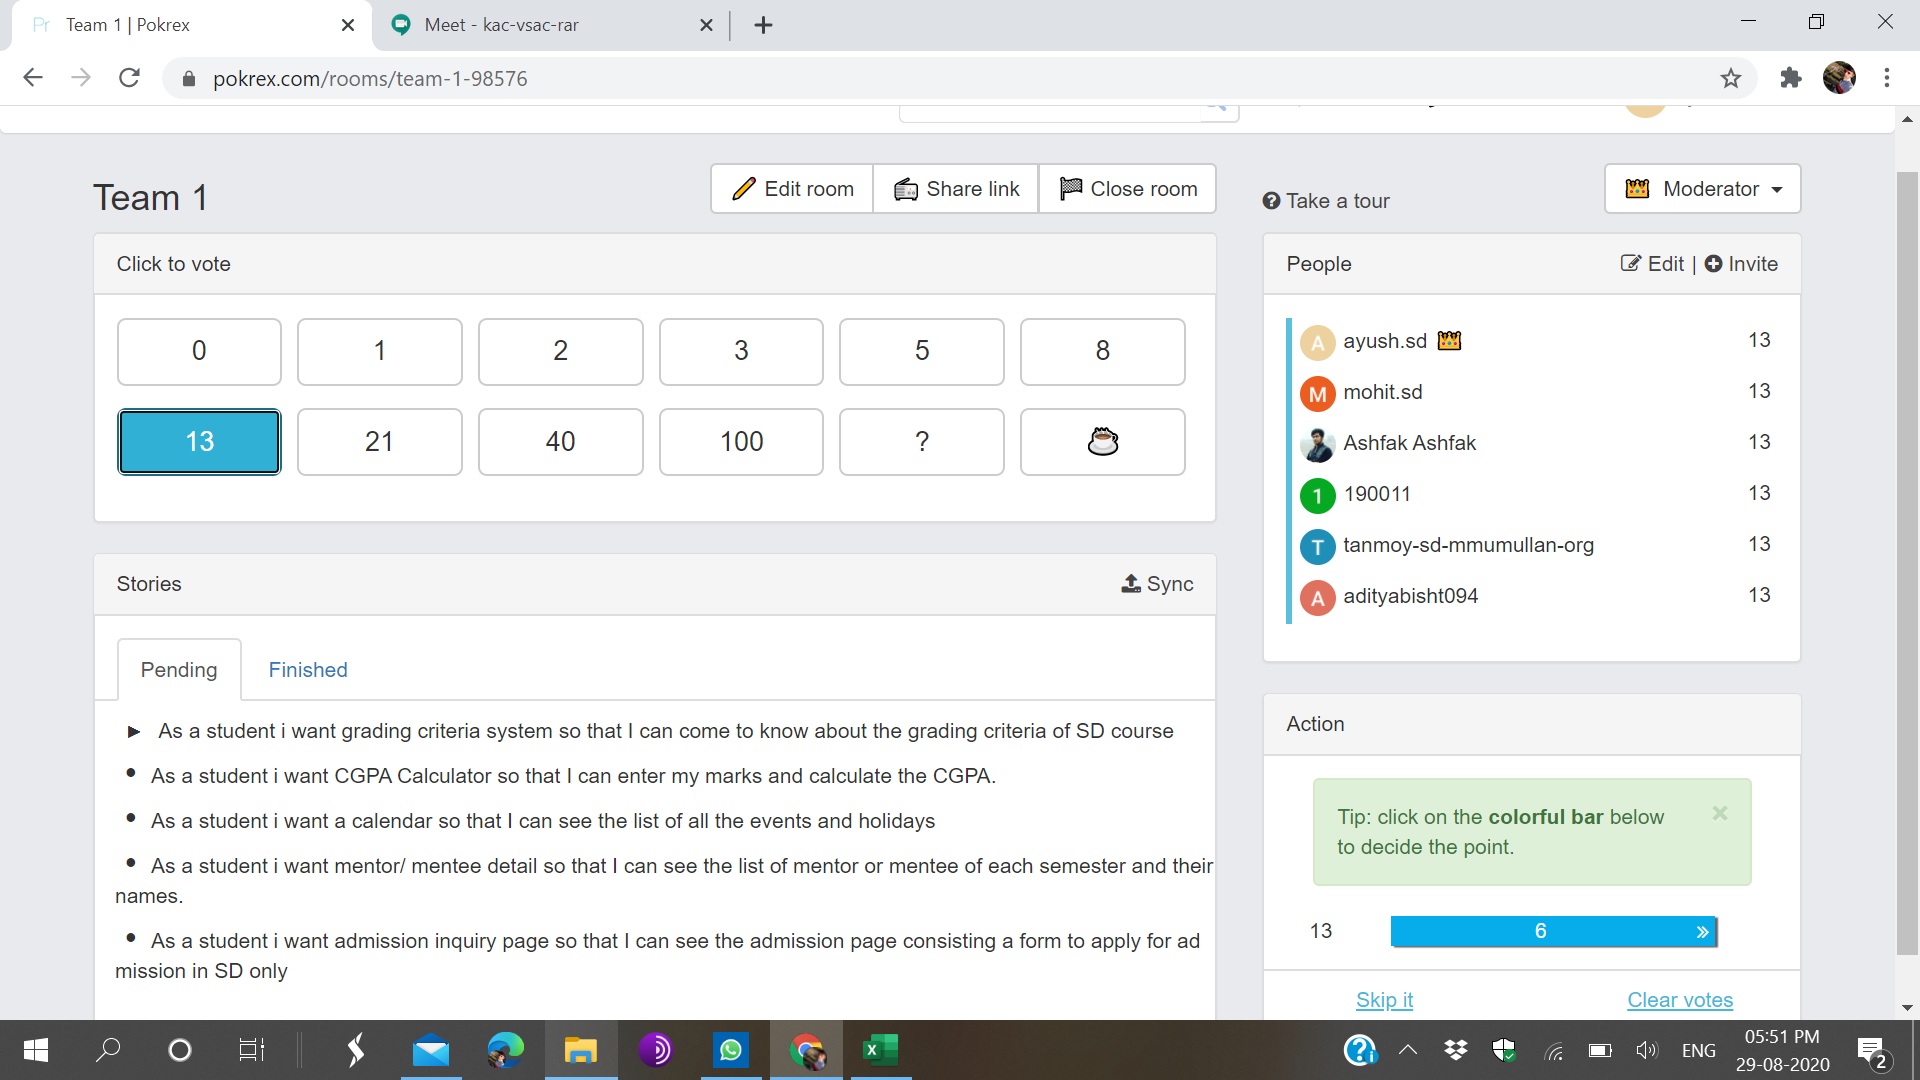 Pr Team 1 | Pokrex
Meet - kac-vsac-rar
pokrex.com/rooms/team-1-98576
Team 1
Edit room
Share link
Close room
Take a tour
Moderator
Click to vote
0 1 2 3 5 8
13 21 40 100 ?
People
Edit | Invite
A ayush.sd 13
M mohit.sd 13
Ashfak Ashfak 13
1 190011 13
T tanmoy-sd-mmumullan-org 13
A adityabisht094 13
Stories
Sync
Pending
Finished
► As a student i want grading criteria system so that I can come to know about the grading criteria of SD course
• As a student i want CGPA Calculator so that I can enter my marks and calculate the CGPA.
• As a student i want a calendar so that I can see the list of all the events and holidays
• As a student i want mentor/ mentee detail so that I can see the list of mentor or mentee of each semester and their
names.
• As a student i want admission inquiry page so that I can see the admission page consisting a form to apply for ad
mission in SD only
Action
Tip: click on the colorful bar below
to decide the point.
13 6 »
Skip it
Clear votes
ENG
05:51 PM
29-08-2020
2